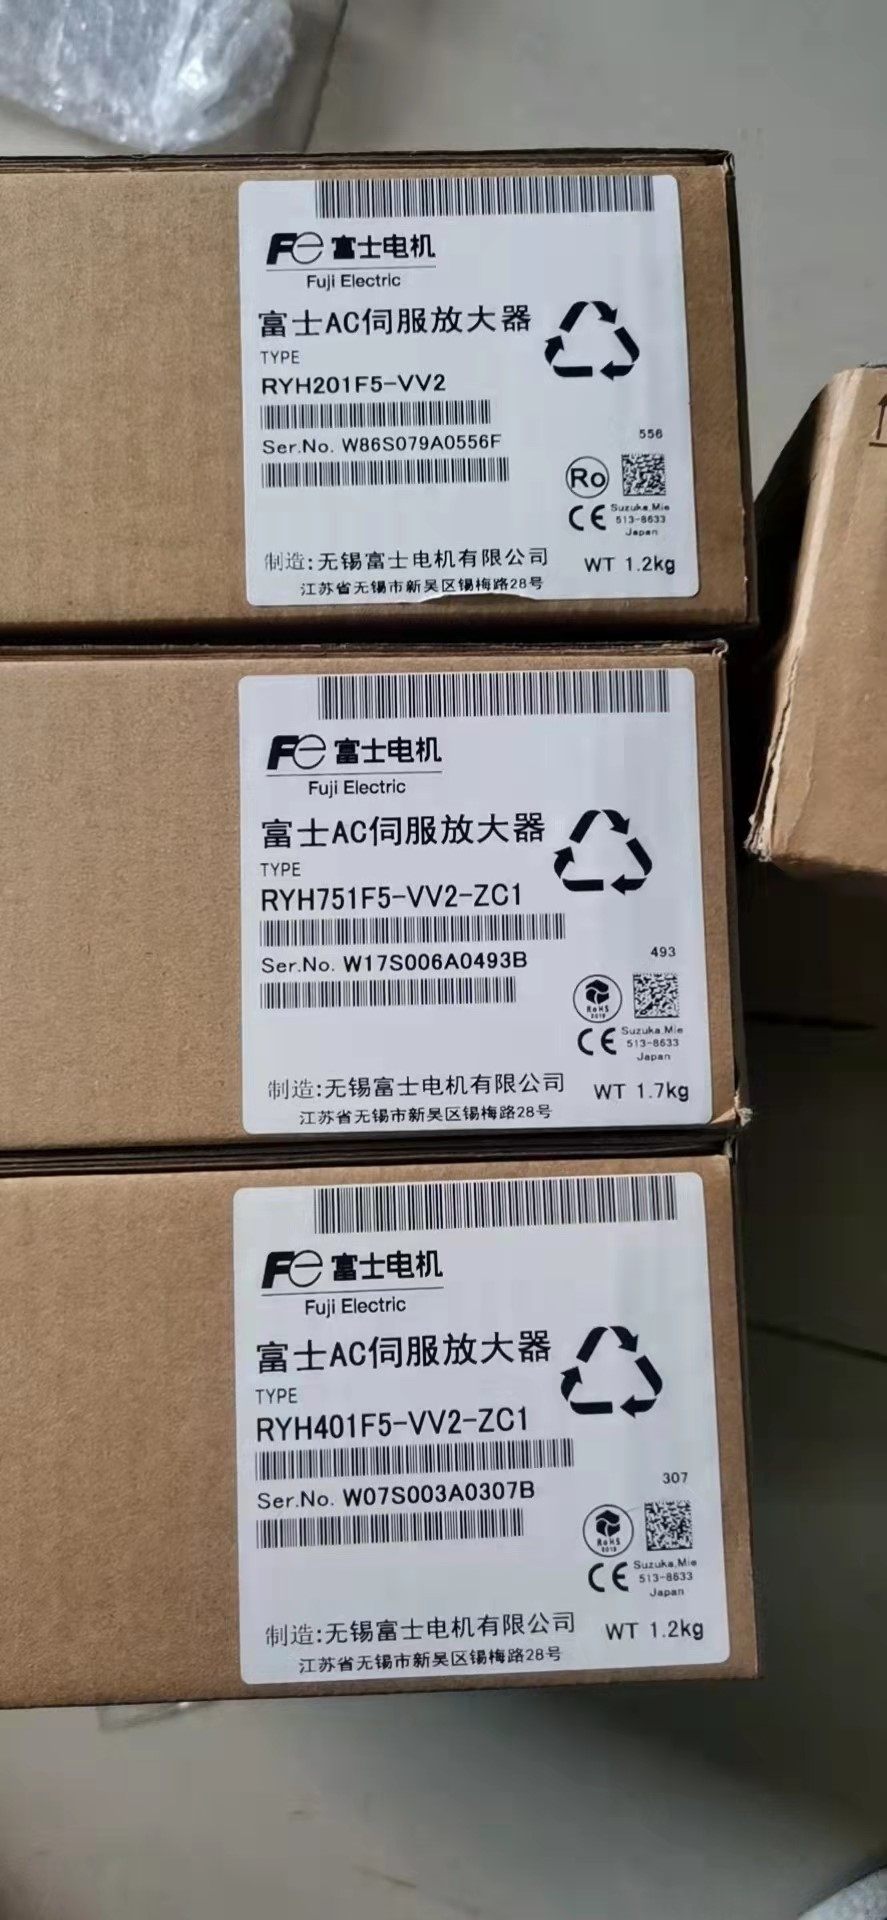 Fe 富士电机
Fuji Electric
富士AC伺服放大器
TYPE
RYH201F5-VV2
Ser.No. W86S079A0556F
556
Ro
CE
Suzuka,Mie
513-8633
Japan
制造:无锡富士电机有限公司
WT 1.2kg
江苏省无锡市新吴区锡梅路28号
Fe 富士电机
Fuji Electric
富士AC伺服放大器
TYPE
RYH751F5-VV2-ZC1
Ser.No. W17S006A0493B
493
RoHS
2019
CE
Suzuka,Mie
513-8633
Japan
制造:无锡富士电机有限公司
WT 1.7kg
江苏省无锡市新吴区锡梅路28号
Fe 富士电机
Fuji Electric
富士AC伺服放大器
TYPE
RYH401F5-VV2-ZC1
Ser.No. W07S003A0307B
307
RoHS
2019
CE
Suzuka,Mie
513-8633
Japan
制造:无锡富士电机有限公司
WT 1.2kg
江苏省无锡市新吴区锡梅路28号